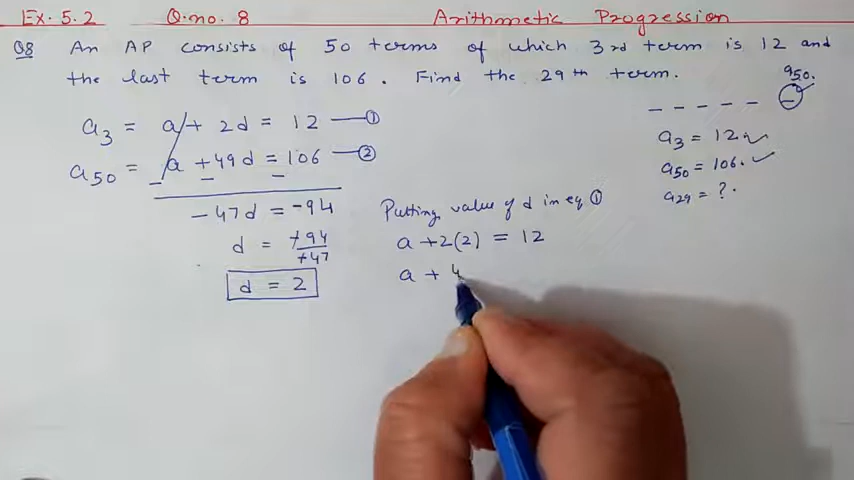 Ex. 5.2 Q.no. 8 Arithmetic Progression
Q8 An AP consists of 50 terms of which 3rd term is 12 and
the last term is 106. Find the 29th term.
a50.
_ _ _ _ _ _
a3 = a + 2d = 12 — ①
a50 = a + 49d = 106 — ②
- - -
-47d = -94
d = +94/+47
d = 2
a3 = 12.
a50 = 106.
a29 = ?.
Putting value of d in eq ①
a + 2(2) = 12
a + 4